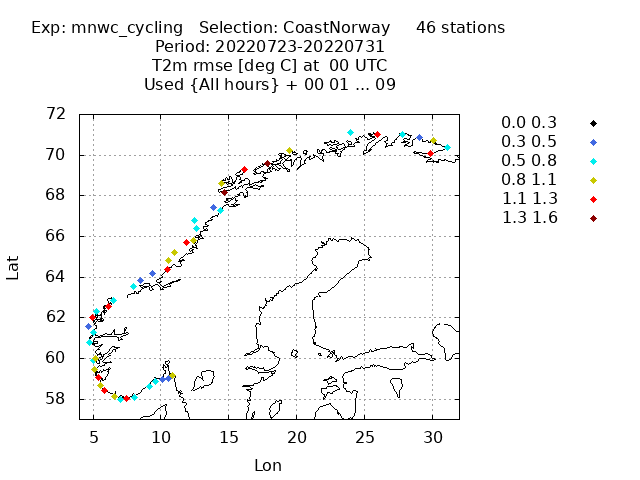 Exp: mnwc_cycling   Selection: CoastNorway     46 stations
Period: 20220723-20220731
T2m rmse [deg C] at  00 UTC
Used {All hours} + 00 01 ... 09
72
70
68
66
64
62
60
58
Lat
5 10 15 20 25 30
Lon
0.0 0.3
0.3 0.5
0.5 0.8
0.8 1.1
1.1 1.3
1.3 1.6